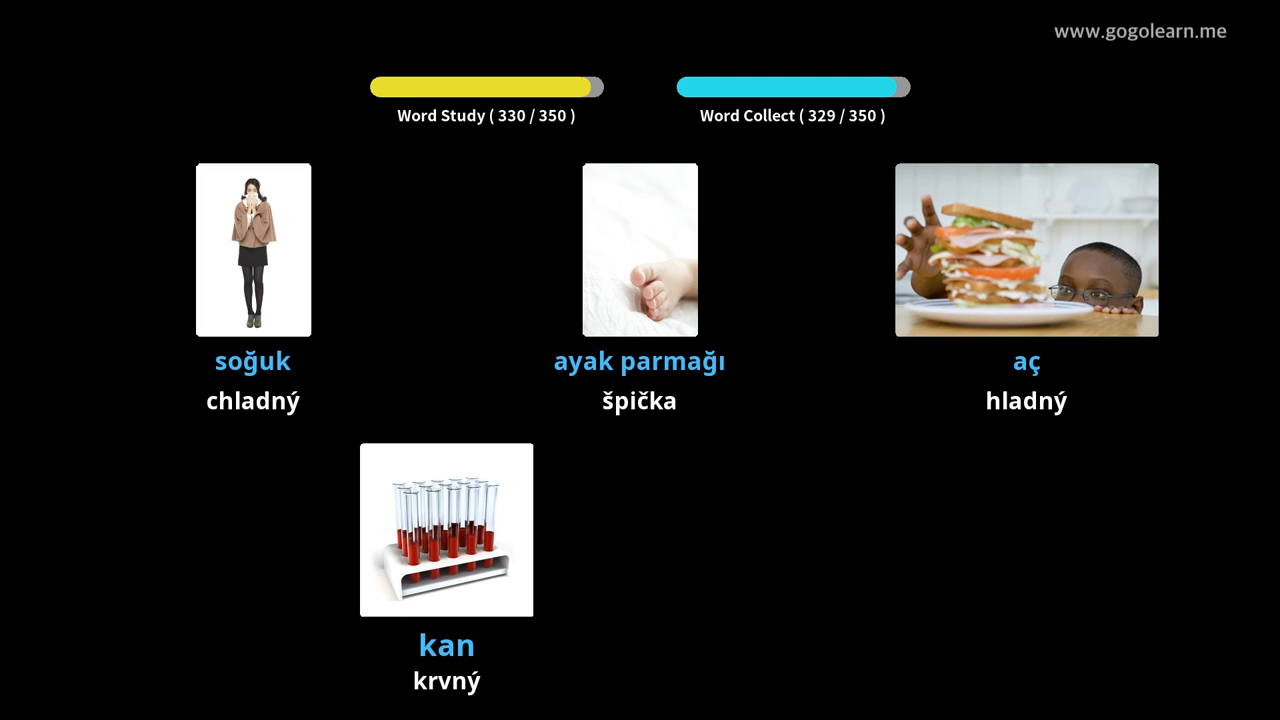 www.gogolearn.me
Word Study ( 330 / 350 )
Word Collect ( 329 / 350 )
soğuk
ayak parmağı
aç
chladný
špička
hladný
kan
krvný